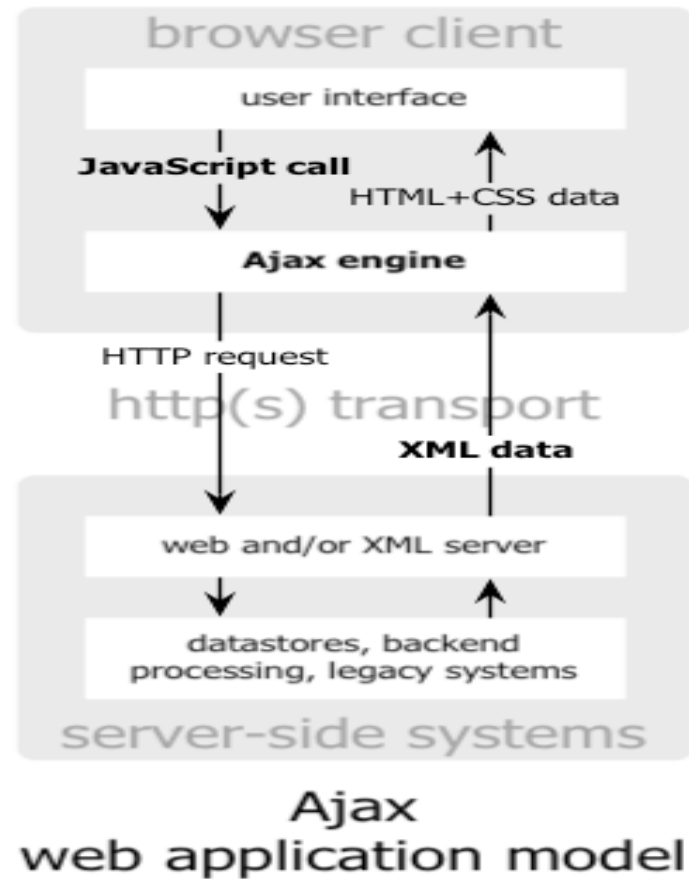 browser client
user interface
JavaScript call
HTML+CSS data
Ajax engine
HTTP request
http(s) transport
XML data
web and/or XML server
datastores, backend
processing, legacy systems
server-side systems
Ajax
web application model